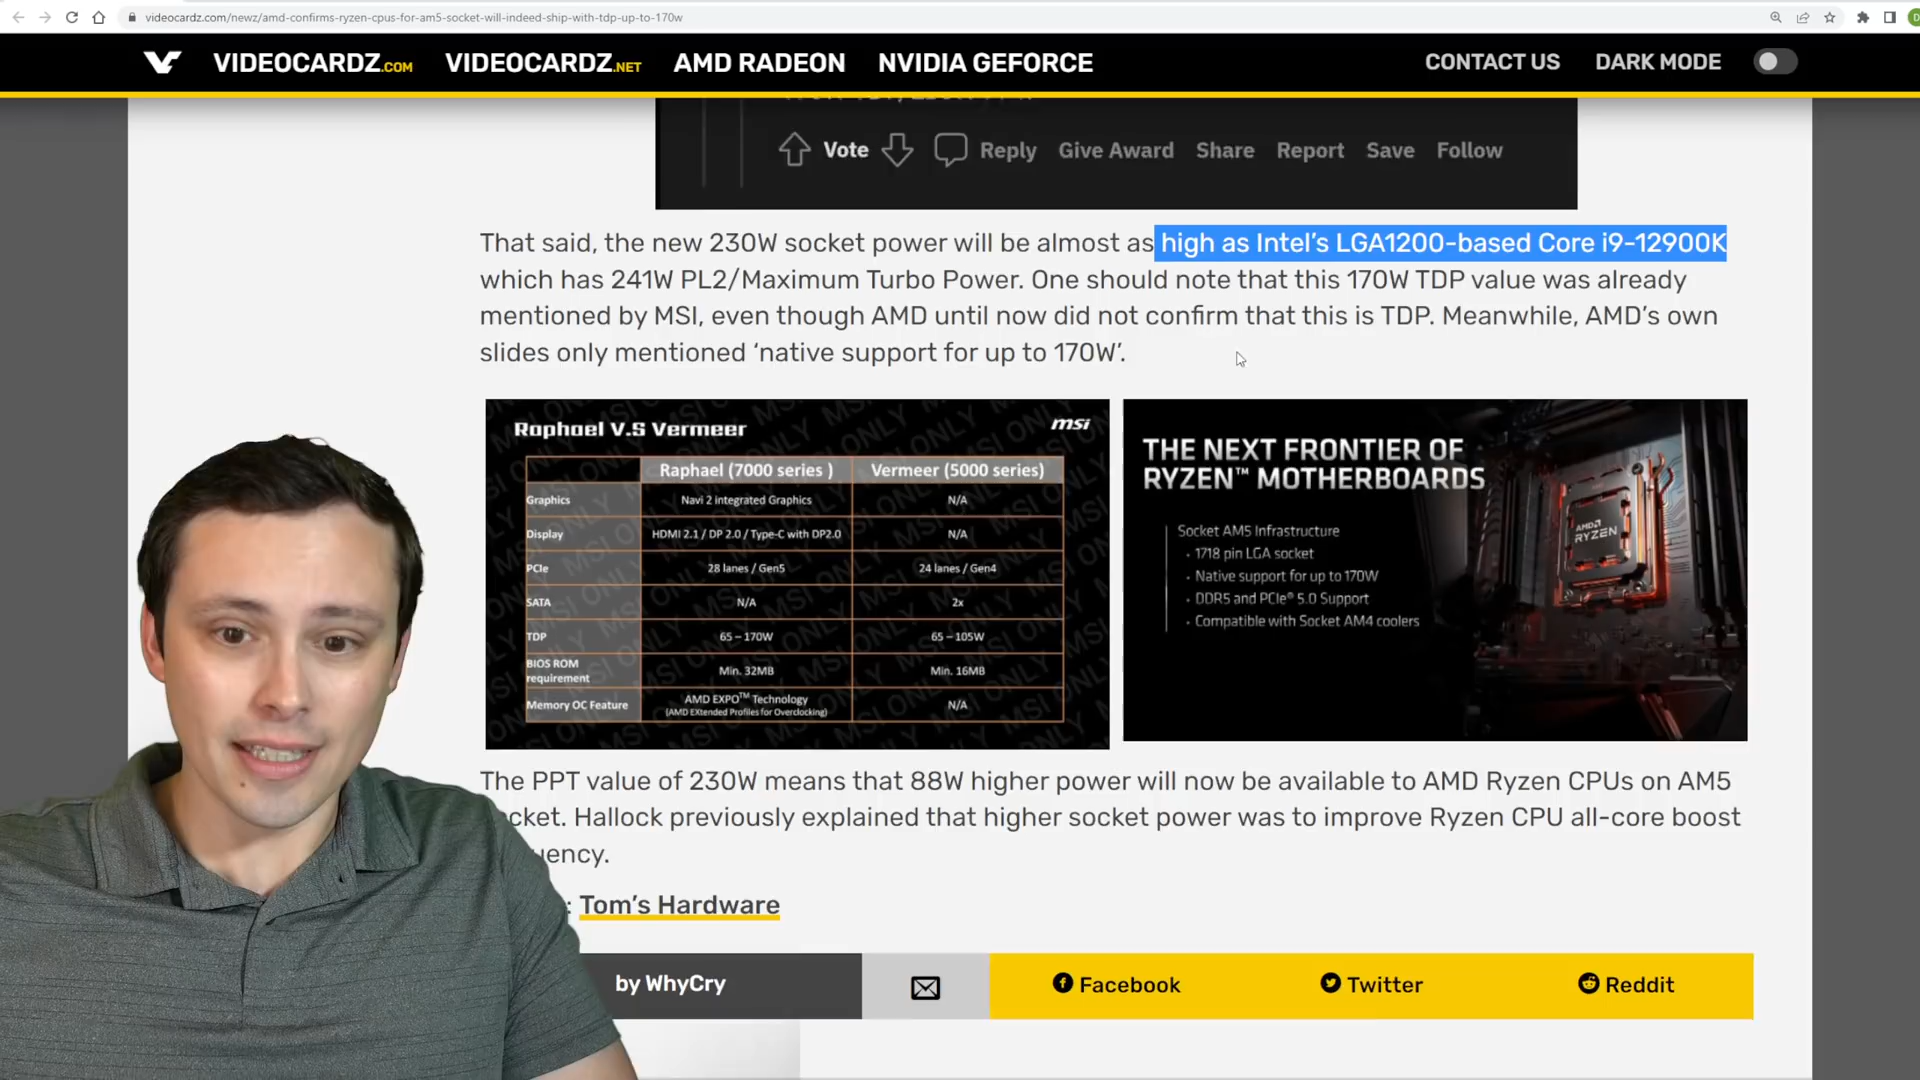 videocardz.com/newz/amd-confirms-ryzen-cpus-for-am5-socket-will-indeed-ship-with-tdp-up-to-170w
VIDEOCARDZ.COM
VIDEOCARDZ.NET
AMD RADEON
NVIDIA GEFORCE
CONTACT US
DARK MODE
Vote
Reply
Give Award
Share
Report
Save
Follow
That said, the new 230W socket power will be almost as high as Intel's LGA1200-based Core i9-12900K
which has 241W PL2/Maximum Turbo Power. One should note that this 170W TDP value was already
mentioned by MSI, even though AMD until now did not confirm that this is TDP. Meanwhile, AMD's own
slides only mentioned ‘native support for up to 170W’.
Raphael V.S Vermeer
msi
Raphael (7000 series ) Vermeer (5000 series)
Graphics Navi 2 integrated Graphics N/A
Display HDMI 2.1 / DP 2.0 / Type-C with DP2.0 N/A
PCIe 28 lanes / Gen5 24 lanes / Gen4
SATA N/A 2x
TDP 65 – 170W 65 – 105W
BIOS ROM
requirement Min. 32MB Min. 16MB
Memory OC Feature AMD EXPO™ Technology
(AMD EXtended Profiles for Overclocking) N/A
THE NEXT FRONTIER OF
RYZEN™ MOTHERBOARDS
Socket AM5 Infrastructure
• 1718 pin LGA socket
• Native support for up to 170W
• DDR5 and PCIe® 5.0 Support
• Compatible with Socket AM4 coolers
AMD
RYZEN
The PPT value of 230W means that 88W higher power will now be available to AMD Ryzen CPUs on AM5
cket. Hallock previously explained that higher socket power was to improve Ryzen CPU all-core boost
uency.
: Tom's Hardware
by WhyCry
Facebook
Twitter
Reddit